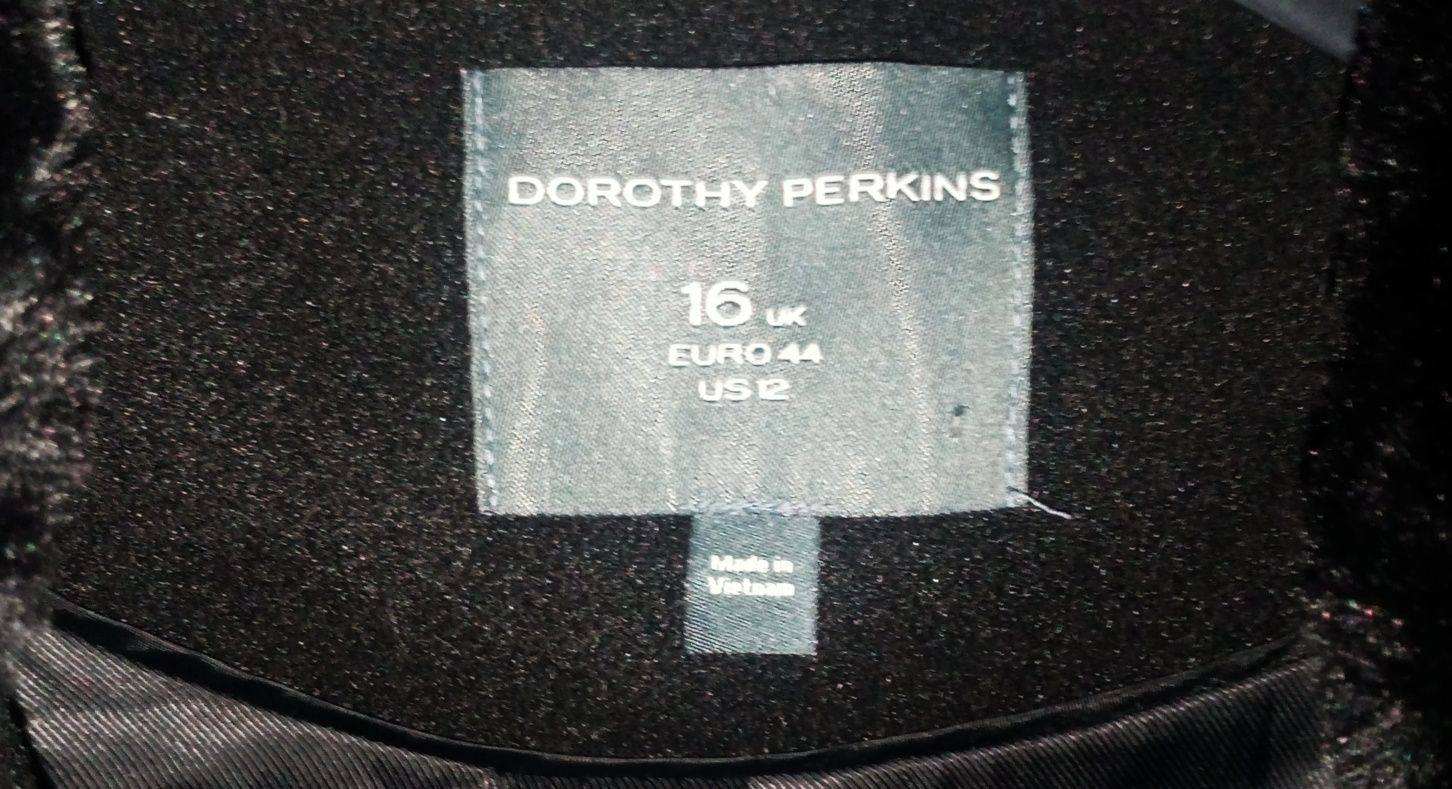 DOROTHY PERKINS
16 UK
EURO 44
US 12
Made in
Vietnam